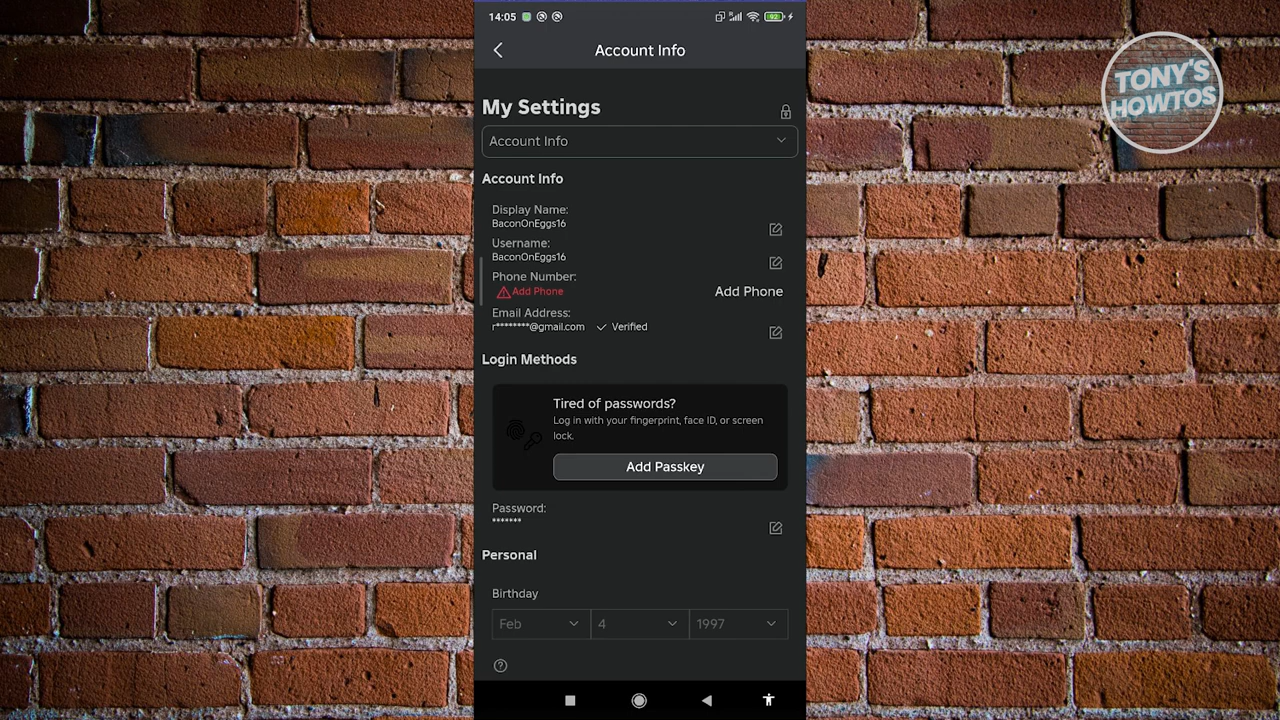 14:05
92
Account Info
TONY'S
HOWTOS
My Settings
Account Info
Account Info
Display Name:
BaconOnEggs16
Username:
BaconOnEggs16
Phone Number:
Add Phone
Add Phone
Email Address:
r********@gmail.com Verified
Login Methods
Tired of passwords?
Log in with your fingerprint, face ID, or screen
lock.
Add Passkey
Password:
*******
Personal
Birthday
Feb 4 1997